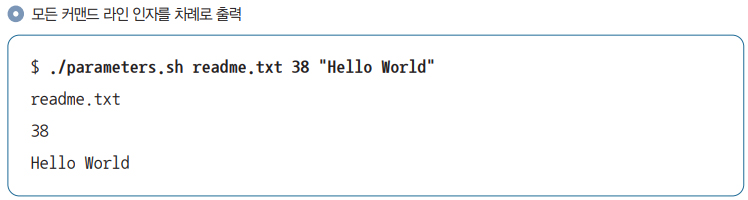 모든 커맨드 라인 인자를 차례로 출력
$ ./parameters.sh readme.txt 38 "Hello World"
readme.txt
38
Hello World